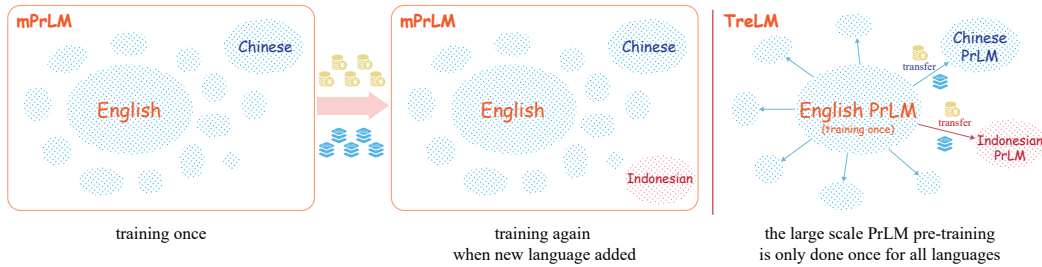 mPrLM
Chinese
English
training once
mPrLM
Chinese
English
Indonesian
training again
when new language added
TreLM
Chinese
PrLM
transfer
English PrLM
(training once)
transfer
Indonesian
PrLM
the large scale PrLM pre-training
is only done once for all languages